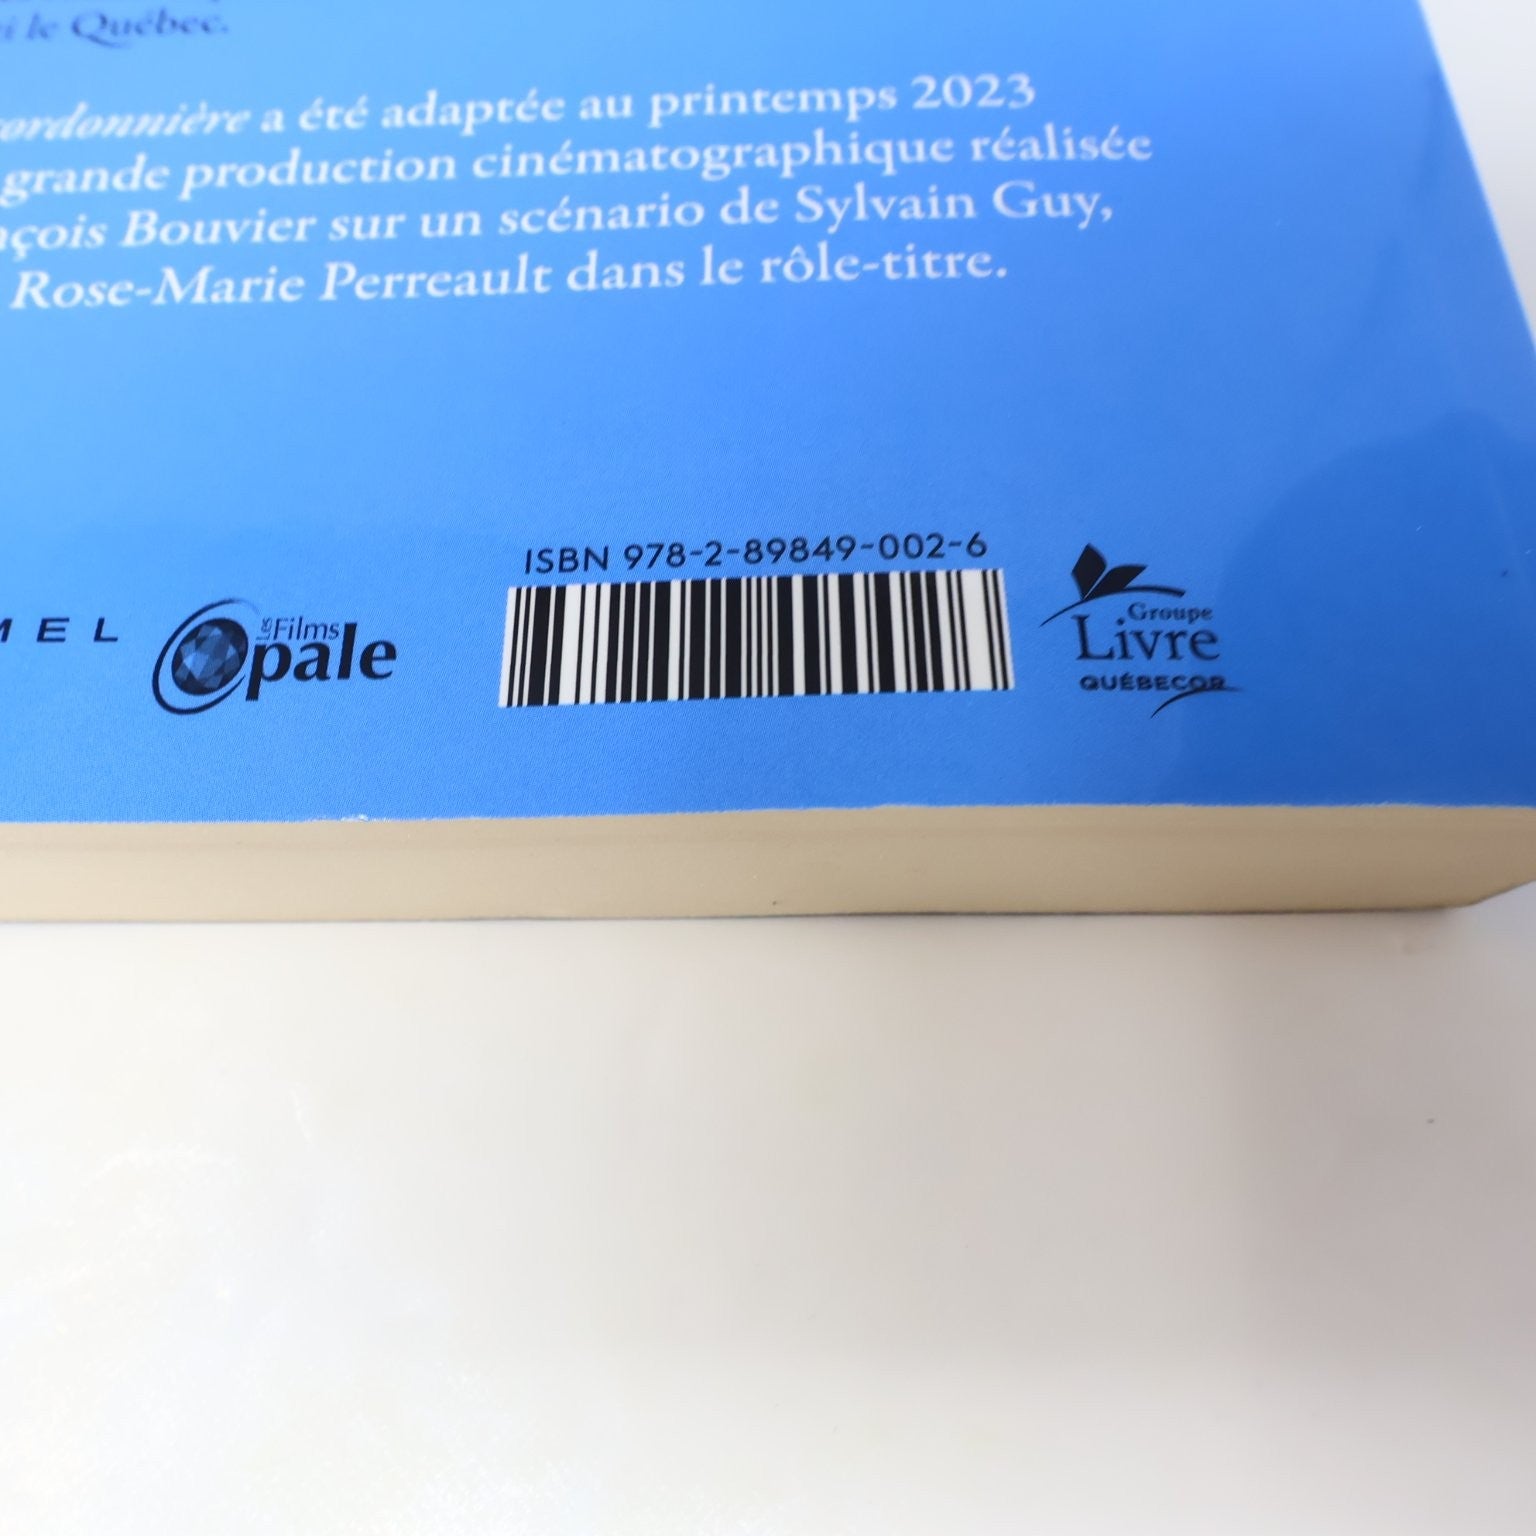 le Québec.
ordonnière a été adaptée au printemps 2023
grande production cinématographique réalisée
nçois Bouvier sur un scénario de Sylvain Guy,
Rose-Marie Perreault dans le rôle-titre.
ISBN 978-2-89849-002-6
MEL
Les Films
Opale
Groupe
Livre
QUÉBECOR